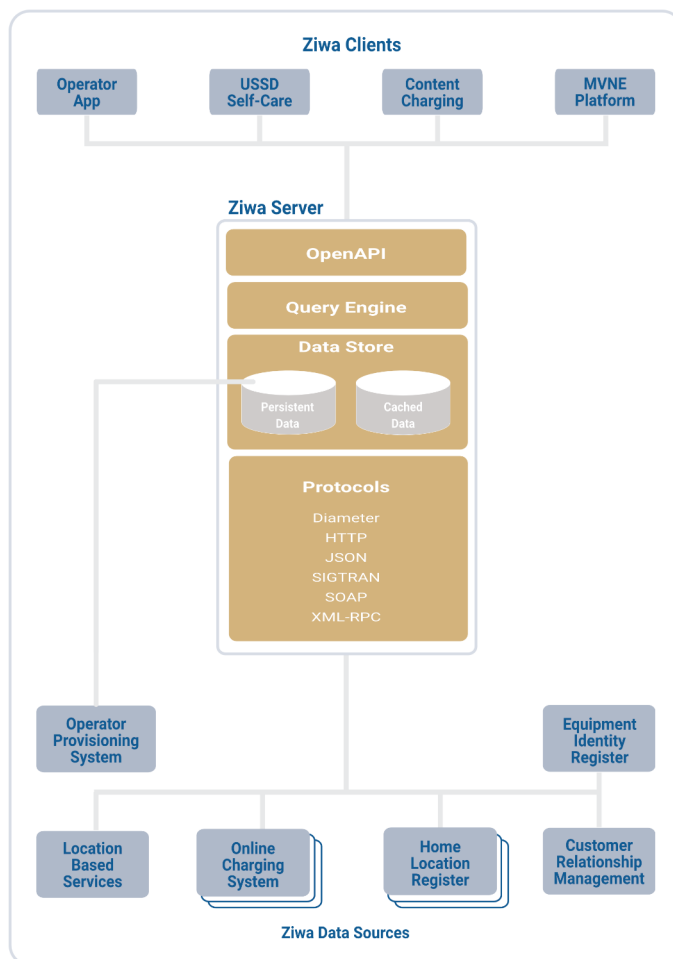 Ziwa Clients
Operator
App
USSD
Self-Care
Content
Charging
MVNE
Platform
Ziwa Server
OpenAPI
Query Engine
Data Store
Persistent
Data
Cached
Data
Protocols
Diameter
HTTP
JSON
SIGTRAN
SOAP
XML-RPC
Operator
Provisioning
System
Equipment
Identity
Register
Location
Based
Services
Online
Charging
System
Home
Location
Register
Customer
Relationship
Management
Ziwa Data Sources